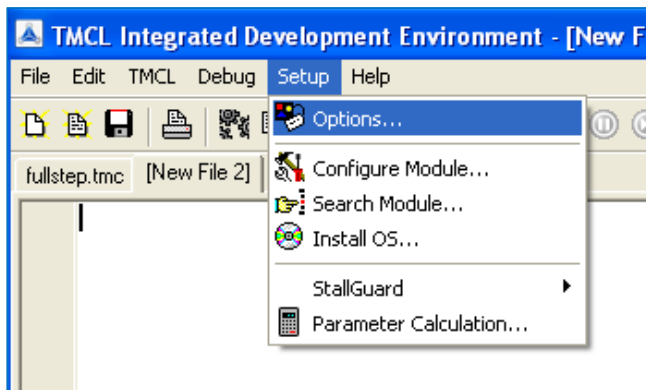 TMCL Integrated Development Environment - [New F
File Edit TMCL Debug Setup Help
Options...
fullstep.tmc [New File 2]
Configure Module...
Search Module...
Install OS...
StallGuard
Parameter Calculation...